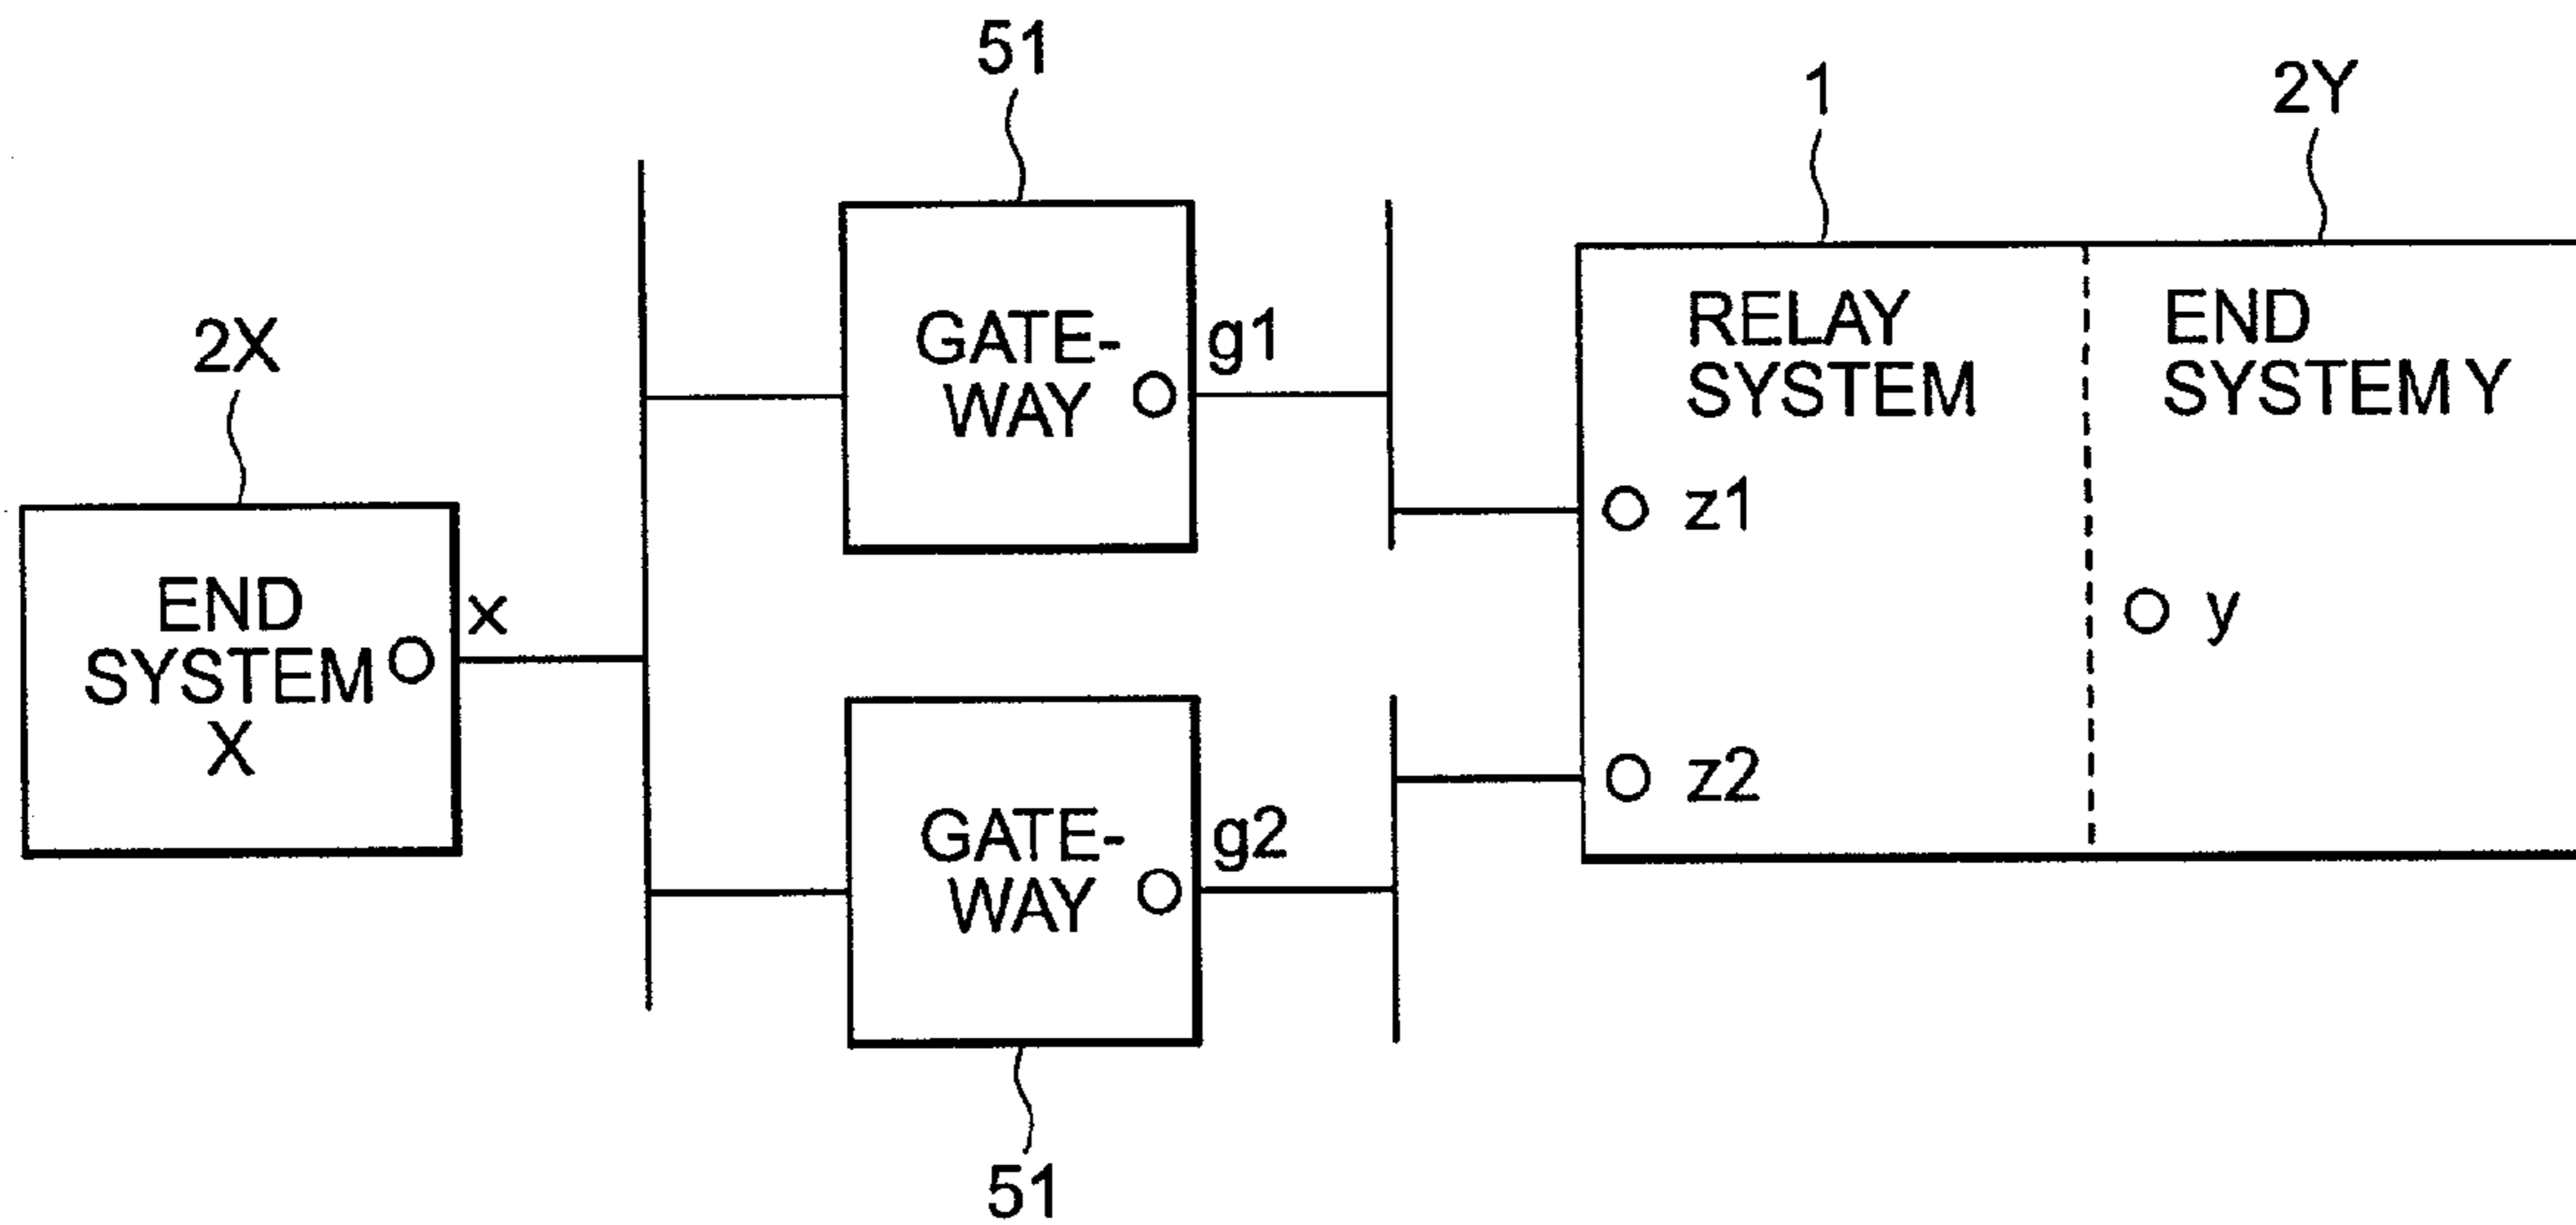 51
1
2Y
2X
GATE-
WAY
g1
RELAY
SYSTEM
END
SYSTEM Y
z1
x
END
SYSTEM
X
y
z2
GATE-
WAY
g2
51